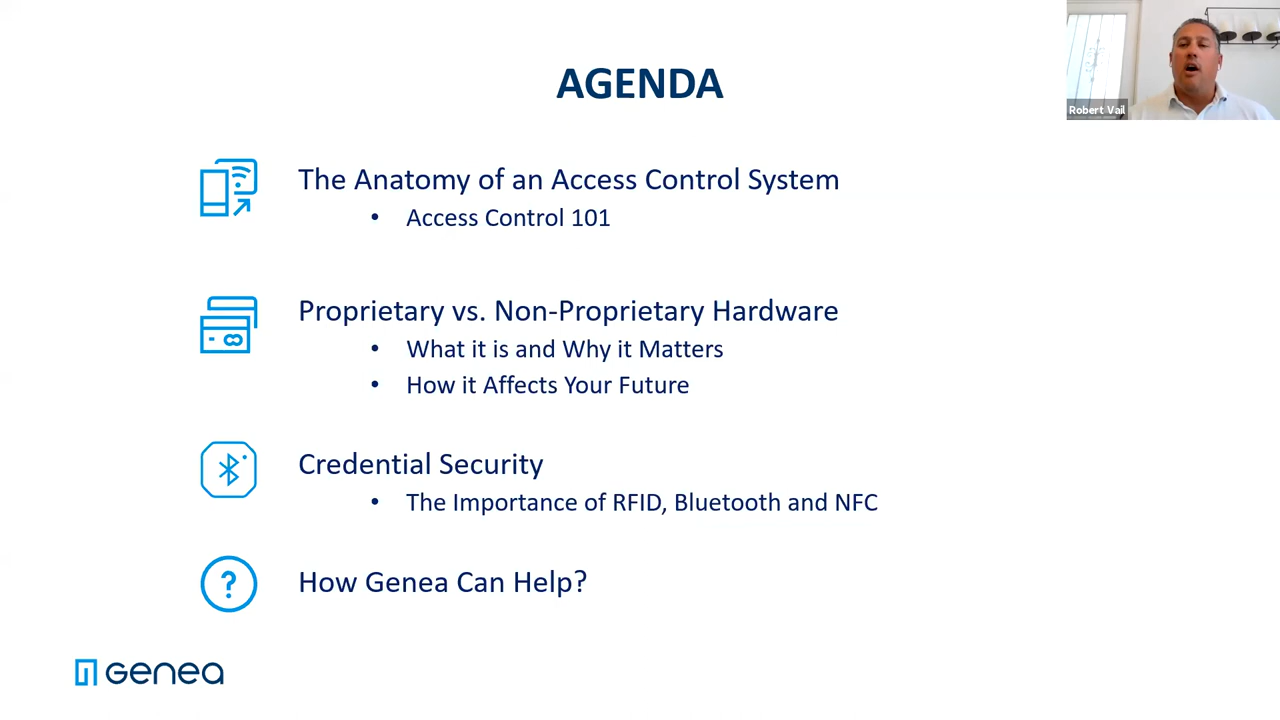 AGENDA
Robert Vail
The Anatomy of an Access Control System
• Access Control 101
Proprietary vs. Non-Proprietary Hardware
• What it is and Why it Matters
• How it Affects Your Future
Credential Security
• The Importance of RFID, Bluetooth and NFC
? How Genea Can Help?
Genea